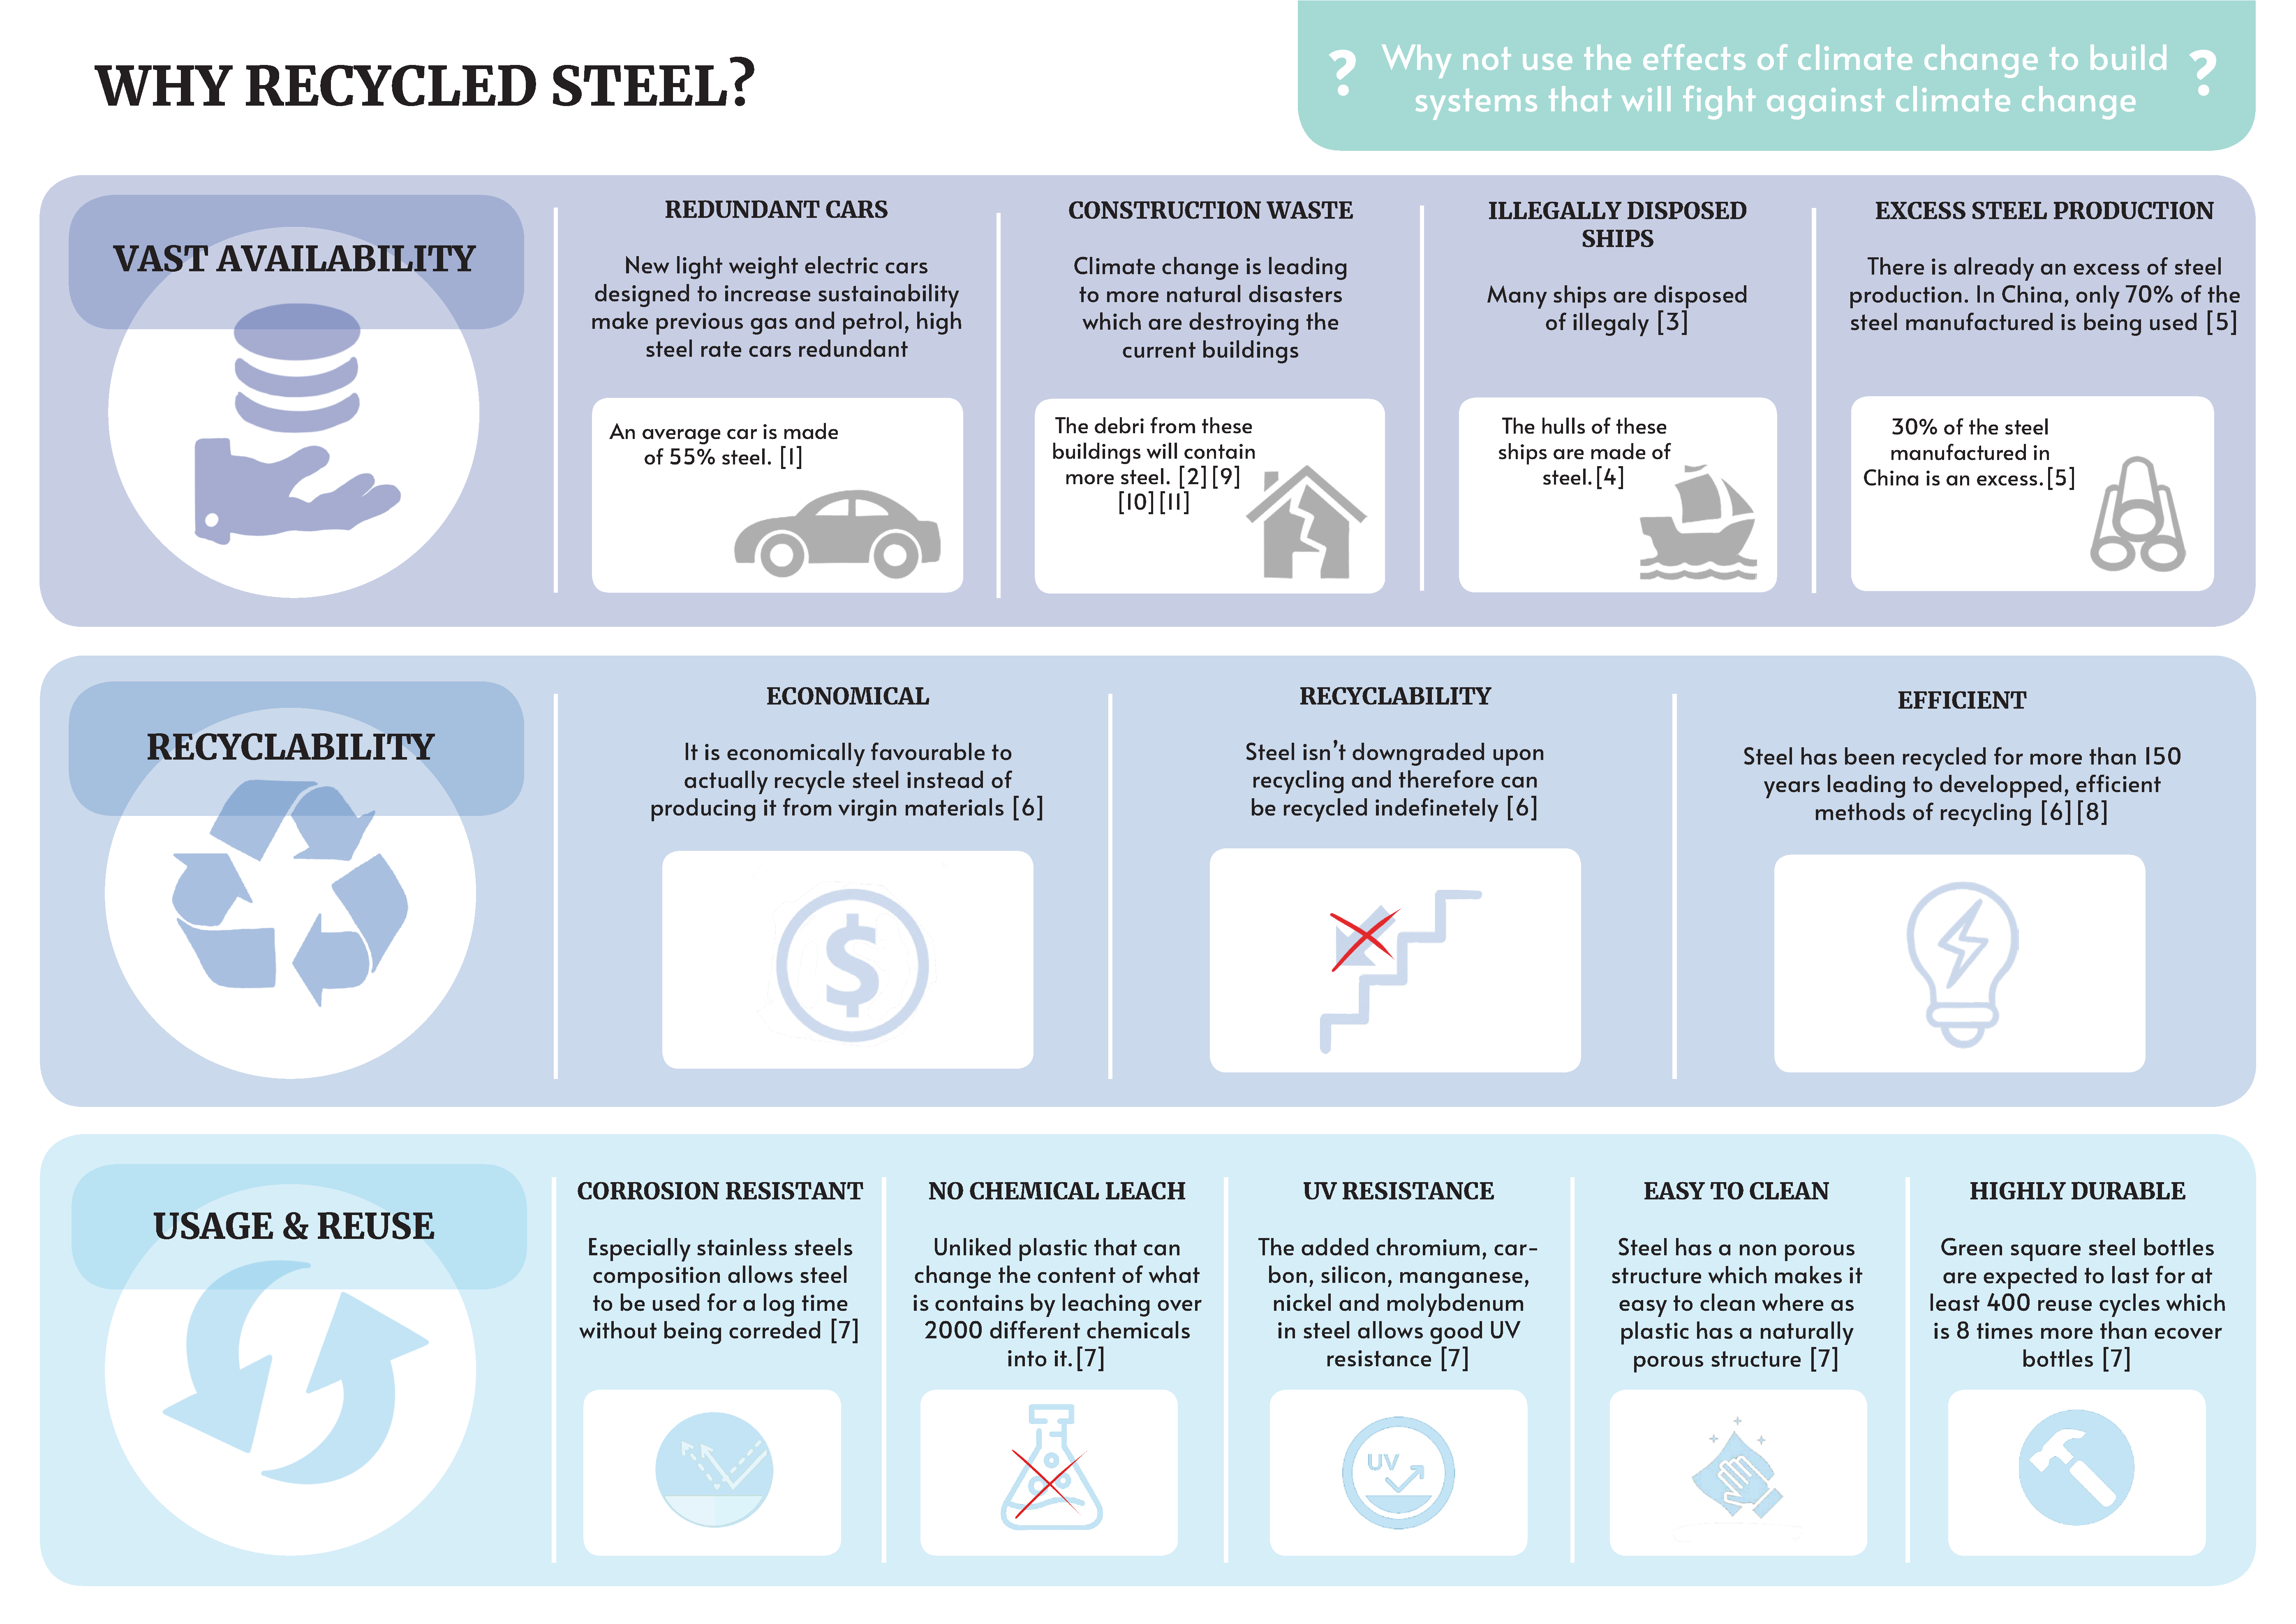 WHY RECYCLED STEEL?
? Why not use the effects of climate change to build ?
systems that will fight against climate change
VAST AVAILABILITY
REDUNDANT CARS
New light weight electric cars
designed to increase sustainability
make previous gas and petrol, high
steel rate cars redundant
An average car is made
of 55% steel. [1]
CONSTRUCTION WASTE
Climate change is leading
to more natural disasters
which are destroying the
current buildings
The debri from these
buildings will contain
more steel. [2][9]
[10][11]
ILLEGALLY DISPOSED
SHIPS
Many ships are disposed
of illegaly [3]
The hulls of these
ships are made of
steel.[4]
EXCESS STEEL PRODUCTION
There is already an excess of steel
production. In China, only 70% of the
steel manufactured is being used [5]
30% of the steel
manufactured in
China is an excess.[5]
RECYCLABILITY
ECONOMICAL
It is economically favourable to
actually recycle steel instead of
producing it from virgin materials [6]
$
RECYCLABILITY
Steel isn’t downgraded upon
recycling and therefore can
be recycled indefinetely [6]
EFFICIENT
Steel has been recycled for more than 150
years leading to developped, efficient
methods of recycling [6][8]
USAGE & REUSE
CORROSION RESISTANT
Especially stainless steels
composition allows steel
to be used for a log time
without being correded [7]
NO CHEMICAL LEACH
Unliked plastic that can
change the content of what
is contains by leaching over
2000 different chemicals
into it.[7]
UV RESISTANCE
The added chromium, car-
bon, silicon, manganese,
nickel and molybdenum
in steel allows good UV
resistance [7]
UV
EASY TO CLEAN
Steel has a non porous
structure which makes it
easy to clean where as
plastic has a naturally
porous structure [7]
HIGHLY DURABLE
Green square steel bottles
are expected to last for at
least 400 reuse cycles which
is 8 times more than ecover
bottles [7]